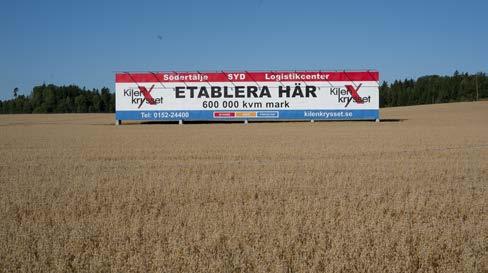 Södertälje SYD Logistikcenter
Kilen Krysset
ETABLERA HÄR
600 000 kvm mark
Kilen Krysset
Tel: 0152-24400
kilenkrysset.se